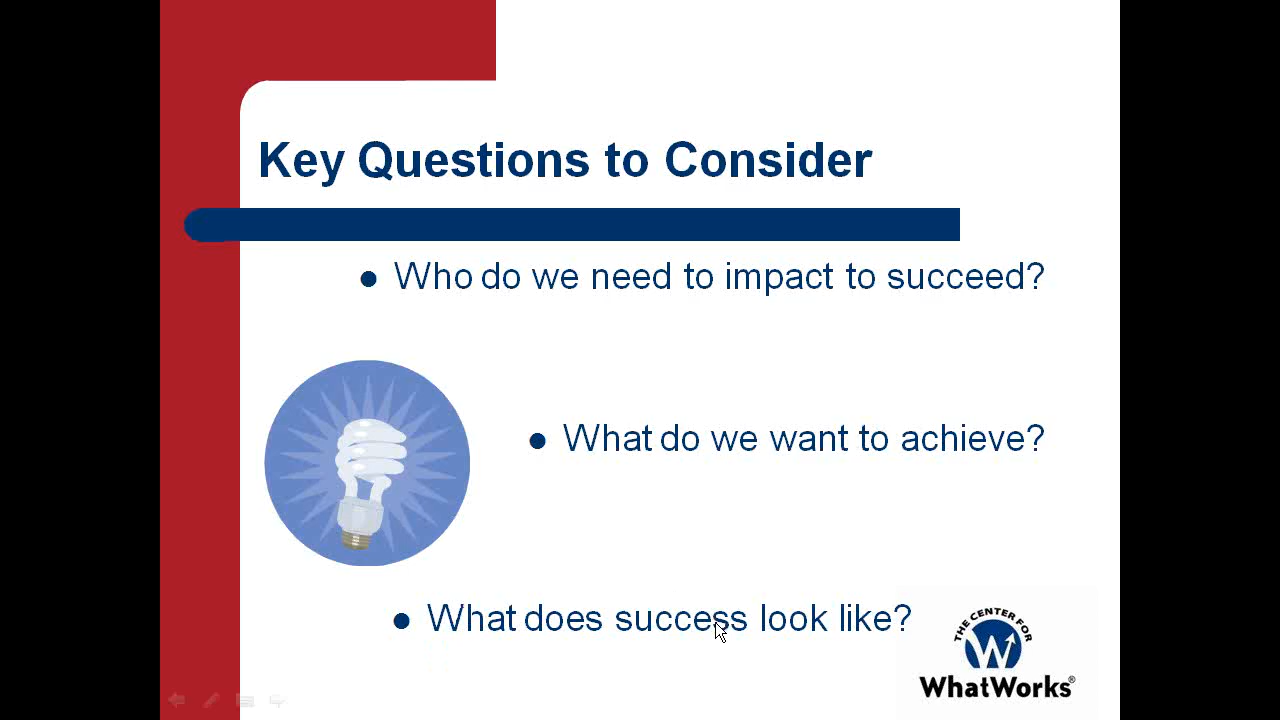 Key Questions to Consider
Who do we need to impact to succeed?
What do we want to achieve?
What does success look like?
THE CENTER FOR
W
WhatWorks®